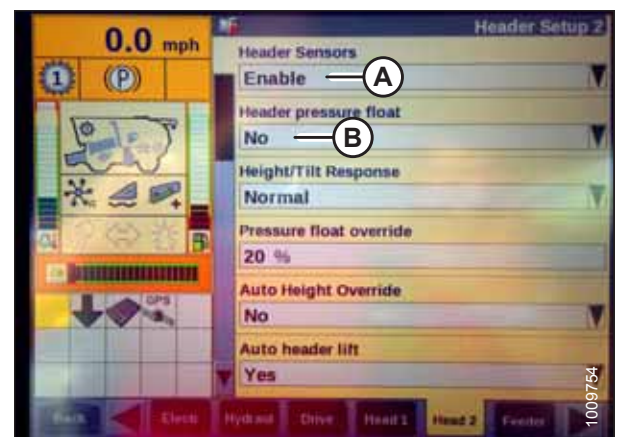 0.0 mph
Header Setup 2
1
(P)
Header Sensors
Enable
A
Header pressure float
No
B
Height/Tilt Response
Normal
Pressure float override
20 %
GPS
Auto Height Override
No
Auto header lift
Yes
Back
Electr
Hydraul
Drive
Head 1
Head 2
Feeder
1009754